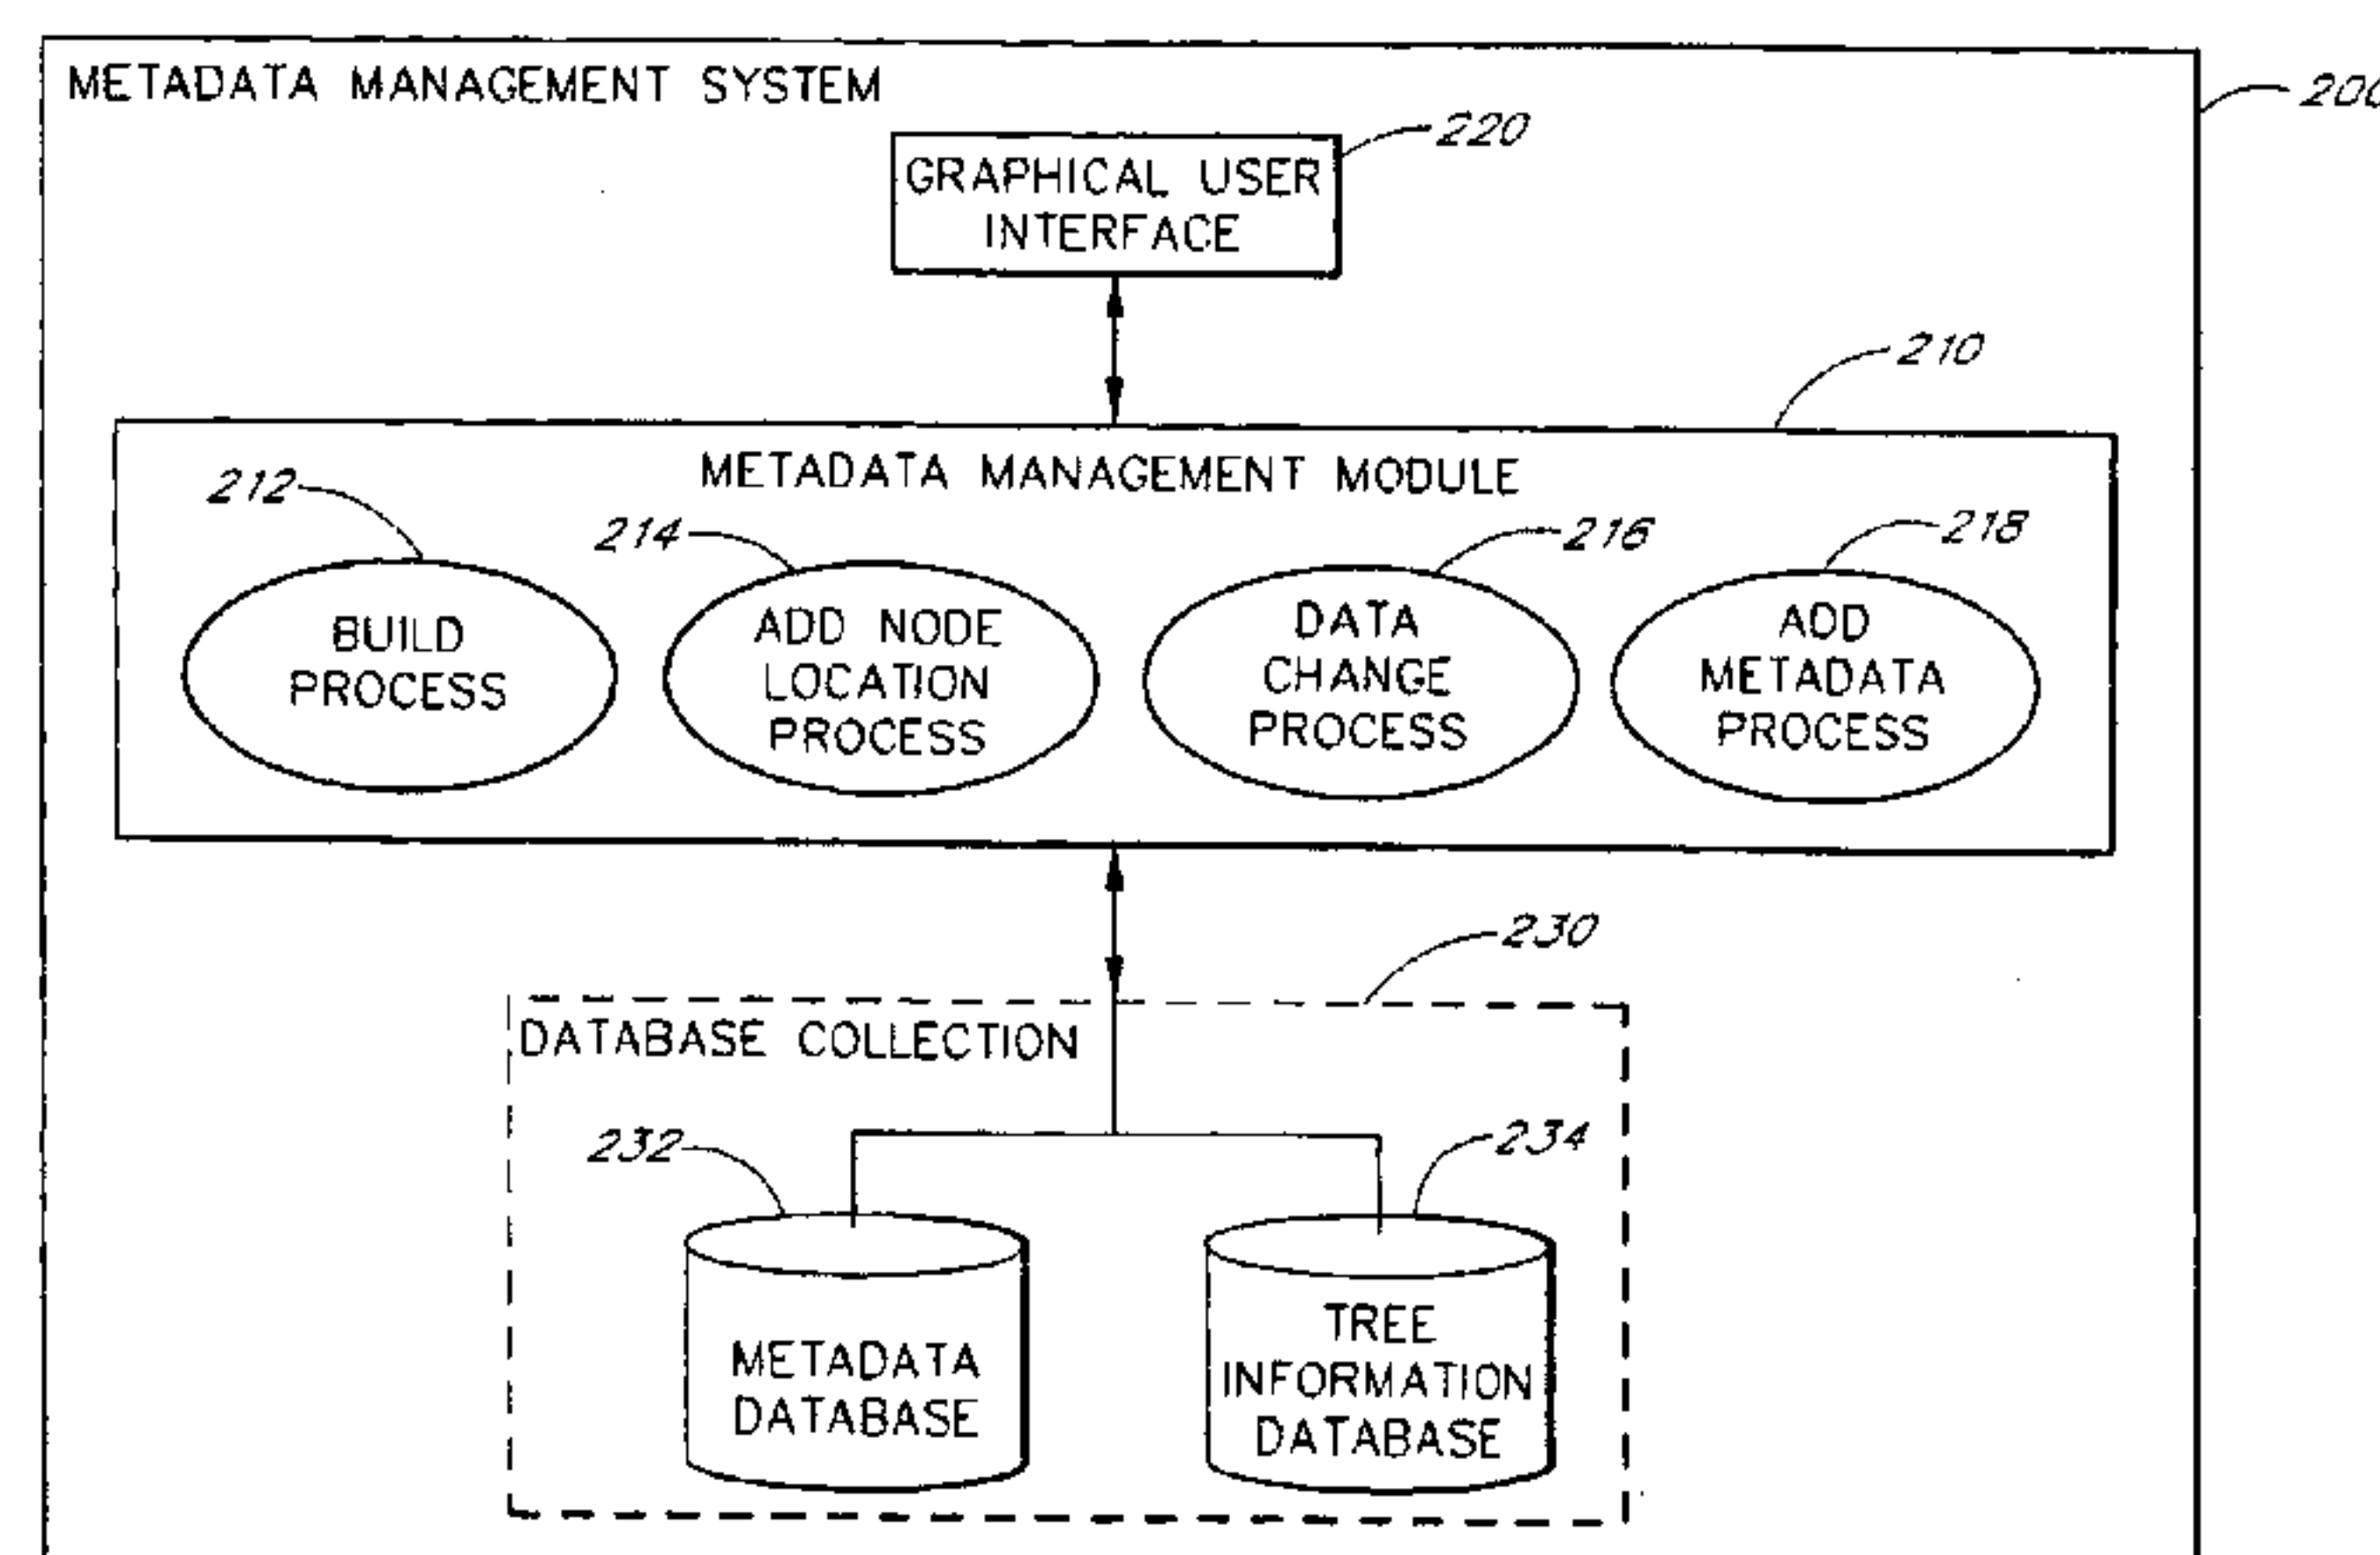 METADATA MANAGEMENT SYSTEM
200
220
GRAPHICAL USER
INTERFACE
210
METADATA MANAGEMENT MODULE
212
214
216
218
BUILD
PROCESS
ADD NODE
LOCATION
PROCESS
DATA
CHANGE
PROCESS
ADD
METADATA
PROCESS
230
DATABASE COLLECTION
232
234
METADATA
DATABASE
TREE
INFORMATION
DATABASE